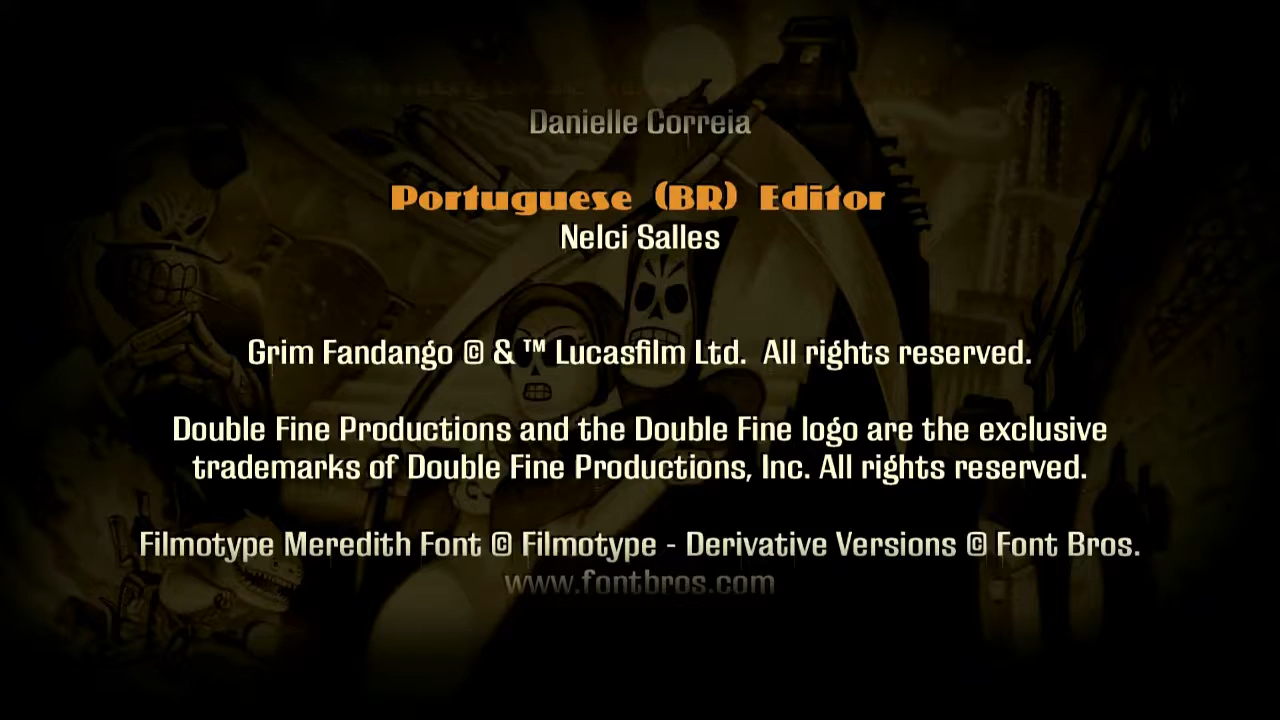 Danielle Correia
Portuguese (BR) Editor
Nelci Salles
Grim Fandango © & ™ Lucasfilm Ltd.  All rights reserved.
Double Fine Productions and the Double Fine logo are the exclusive
trademarks of Double Fine Productions, Inc. All rights reserved.
Filmotype Meredith Font © Filmotype - Derivative Versions © Font Bros.
www.fontbros.com